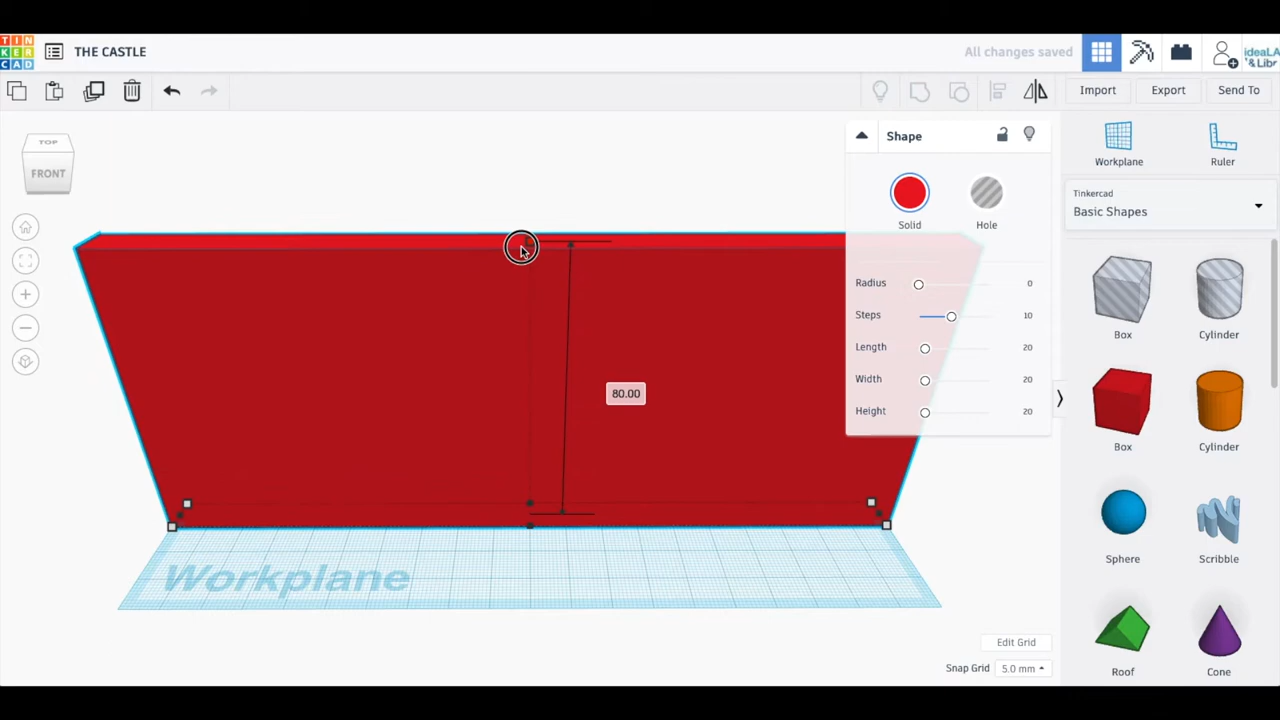 TIN
KER
CAD
THE CASTLE
All changes saved
ideaLA
& Libr
Import
Export
Send To
TOP
FRONT
Shape
Solid
Hole
Radius 0
Steps 10
Length 20
Width 20
Height 20
80.00
Workplane
Ruler
Tinkercad
Basic Shapes
Box
Cylinder
Box
Cylinder
Sphere
Scribble
Roof
Cone
Workplane
Edit Grid
Snap Grid 5.0 mm